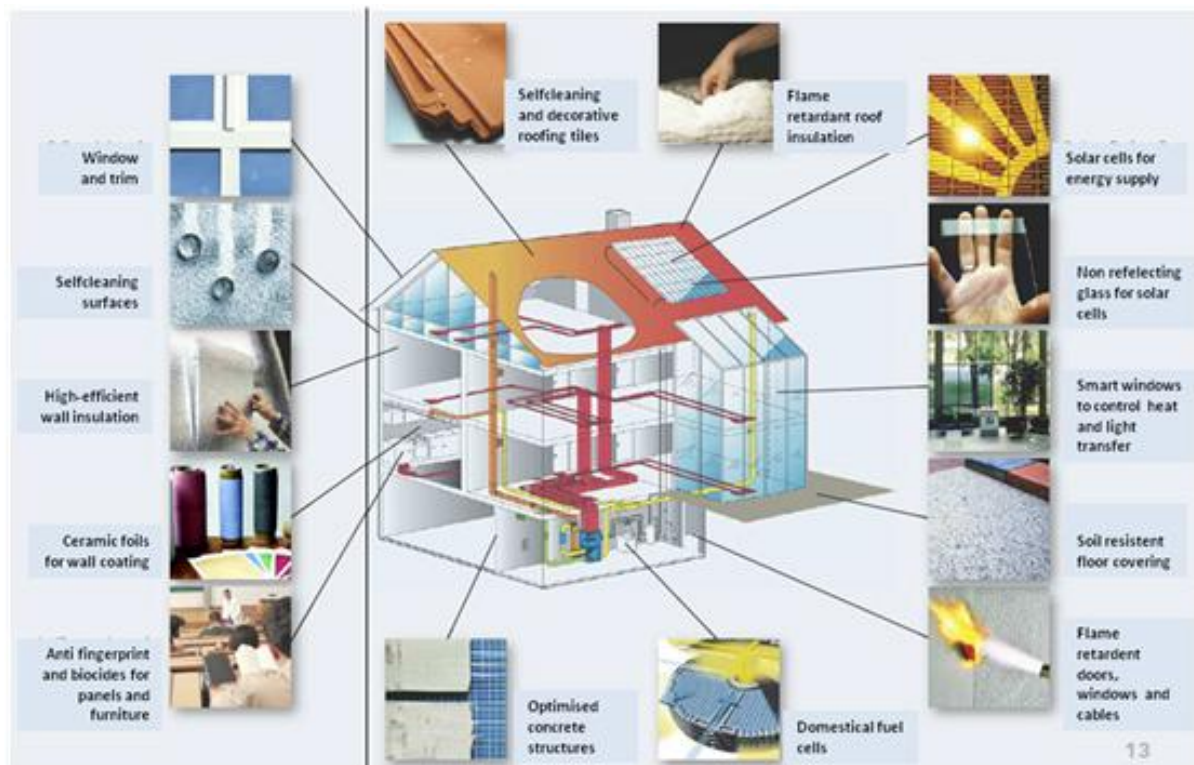 Window
and trim
Selfcleaning
surfaces
High-efficient
wall insulation
Ceramic foils
for wall coating
Anti fingerprint
and biocides for
panels and
furniture
Selfcleaning
and decorative
roofing tiles
Flame
retardant roof
insulation
Solar cells for
energy supply
Non refelecting
glass for solar
cells
Smart windows
to control heat
and light
transfer
Soil resistent
floor covering
Flame
retardent
doors,
windows and
cables
Optimised
concrete
structures
Domestical fuel
cells
13